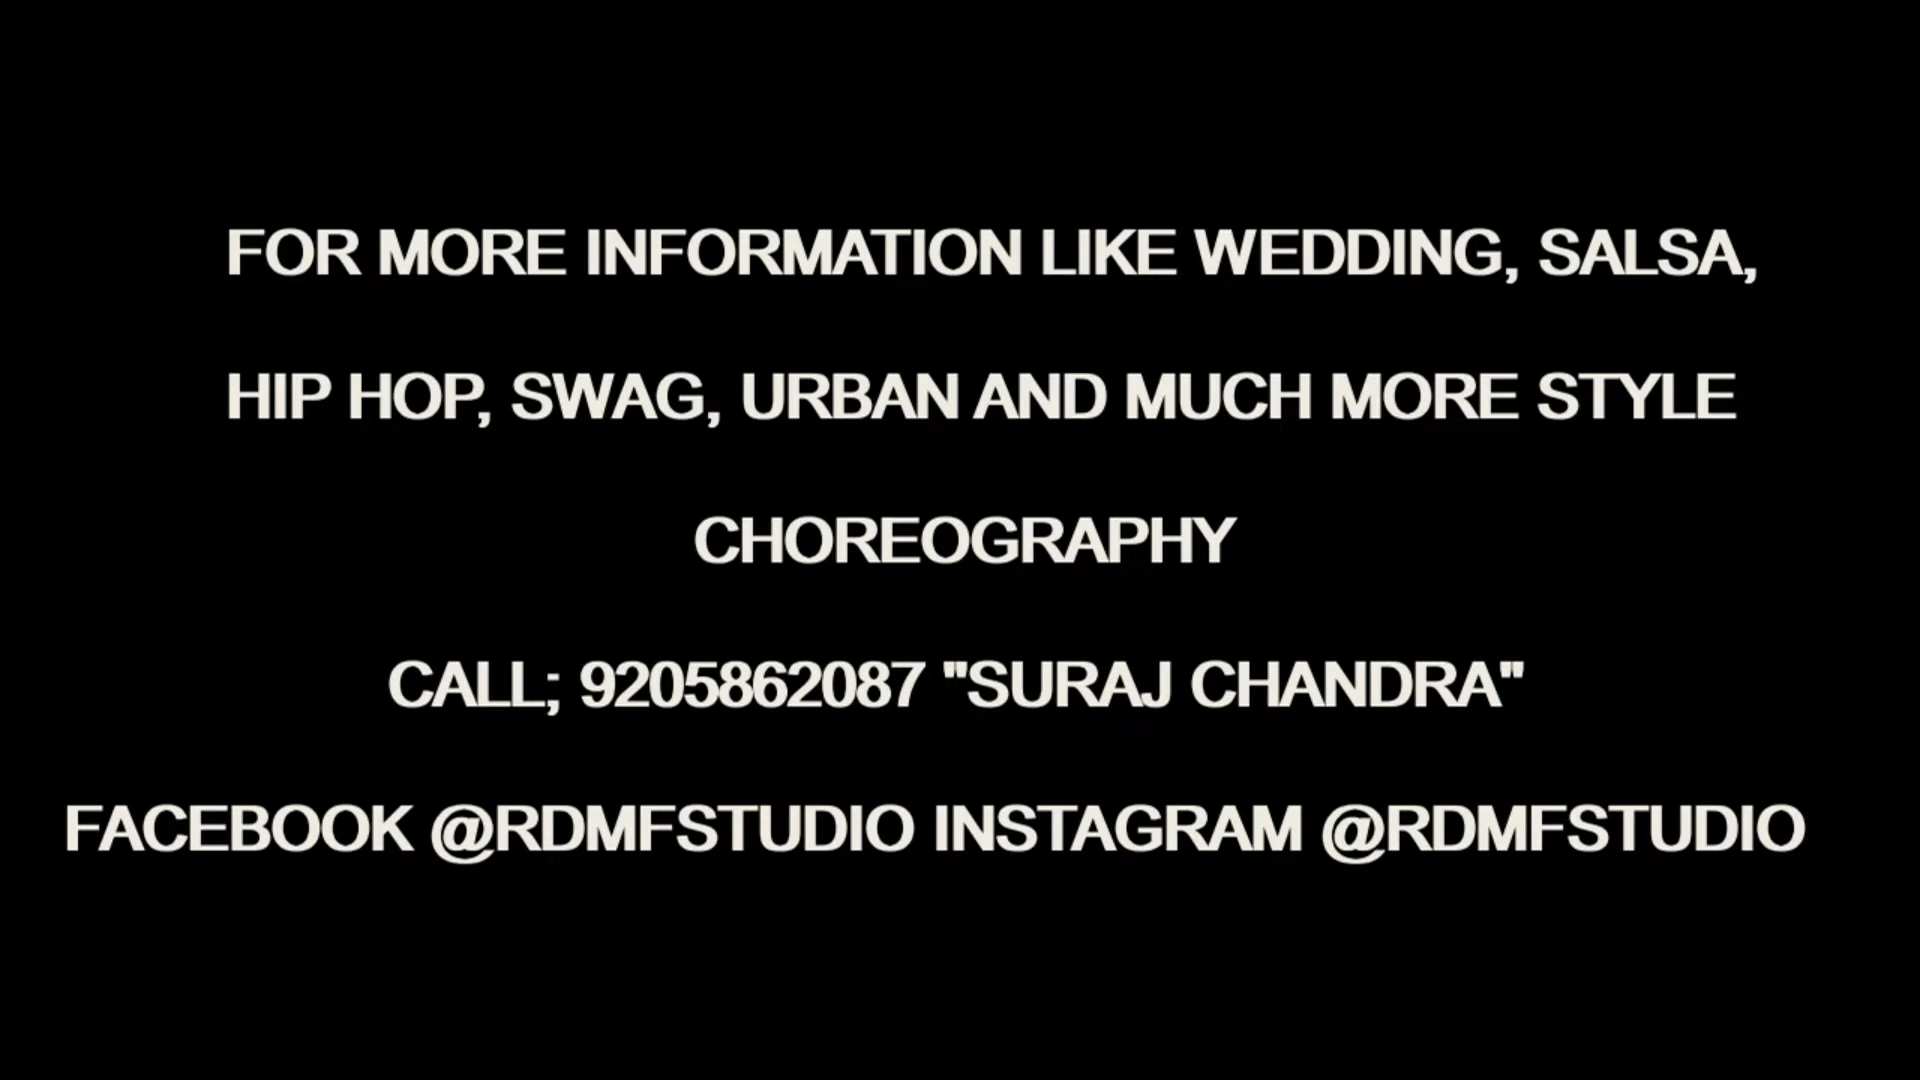 FOR MORE INFORMATION LIKE WEDDING, SALSA,
HIP HOP, SWAG, URBAN AND MUCH MORE STYLE
CHOREOGRAPHY
CALL; 9205862087 "SURAJ CHANDRA"
FACEBOOK @RDMFSTUDIO INSTAGRAM @RDMFSTUDIO